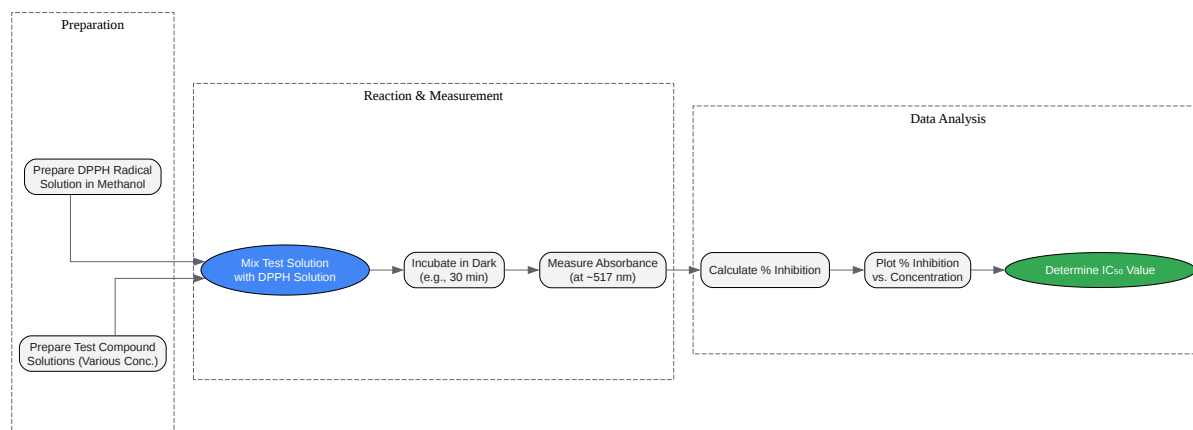 Preparation
Prepare DPPH Radical
Solution in Methanol
Prepare Test Compound
Solutions (Various Conc.)
Reaction & Measurement
Mix Test Solution
with DPPH Solution
Incubate in Dark
(e.g., 30 min)
Measure Absorbance
(at ~517 nm)
Data Analysis
Calculate % Inhibition
Plot % Inhibition
vs. Concentration
Determine IC₅₀ Value